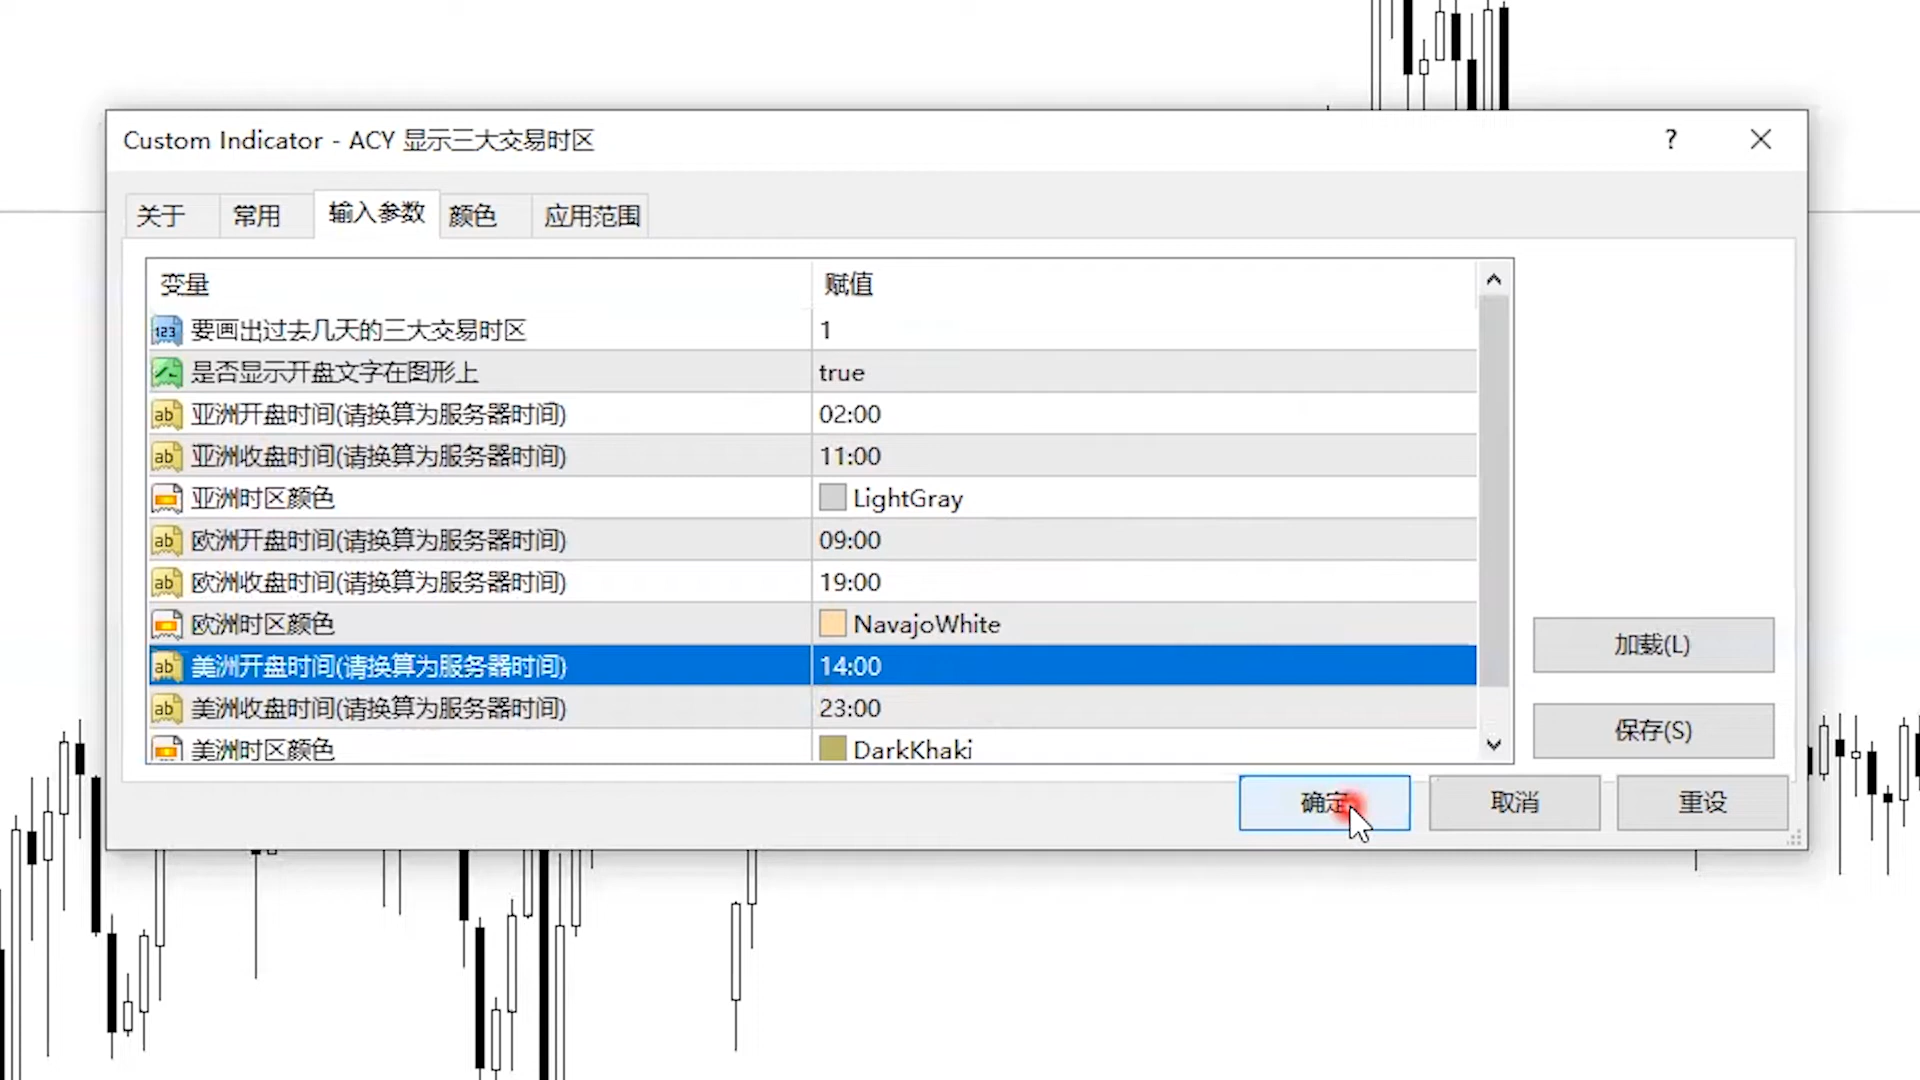 Custom Indicator - ACY 显示三大交易时区
?
关于 常用 输入参数 颜色 应用范围
变量 赋值
123 要画出过去几天的三大交易时区 1
是否显示开盘文字在图形上 true
ab 亚洲开盘时间(请换算为服务器时间) 02:00
ab 亚洲收盘时间(请换算为服务器时间) 11:00
亚洲时区颜色 LightGray
ab 欧洲开盘时间(请换算为服务器时间) 09:00
ab 欧洲收盘时间(请换算为服务器时间) 19:00
欧洲时区颜色 NavajoWhite
ab 美洲开盘时间(请换算为服务器时间) 14:00
ab 美洲收盘时间(请换算为服务器时间) 23:00
美洲时区颜色 DarkKhaki
加载(L)
保存(S)
确定 取消 重设